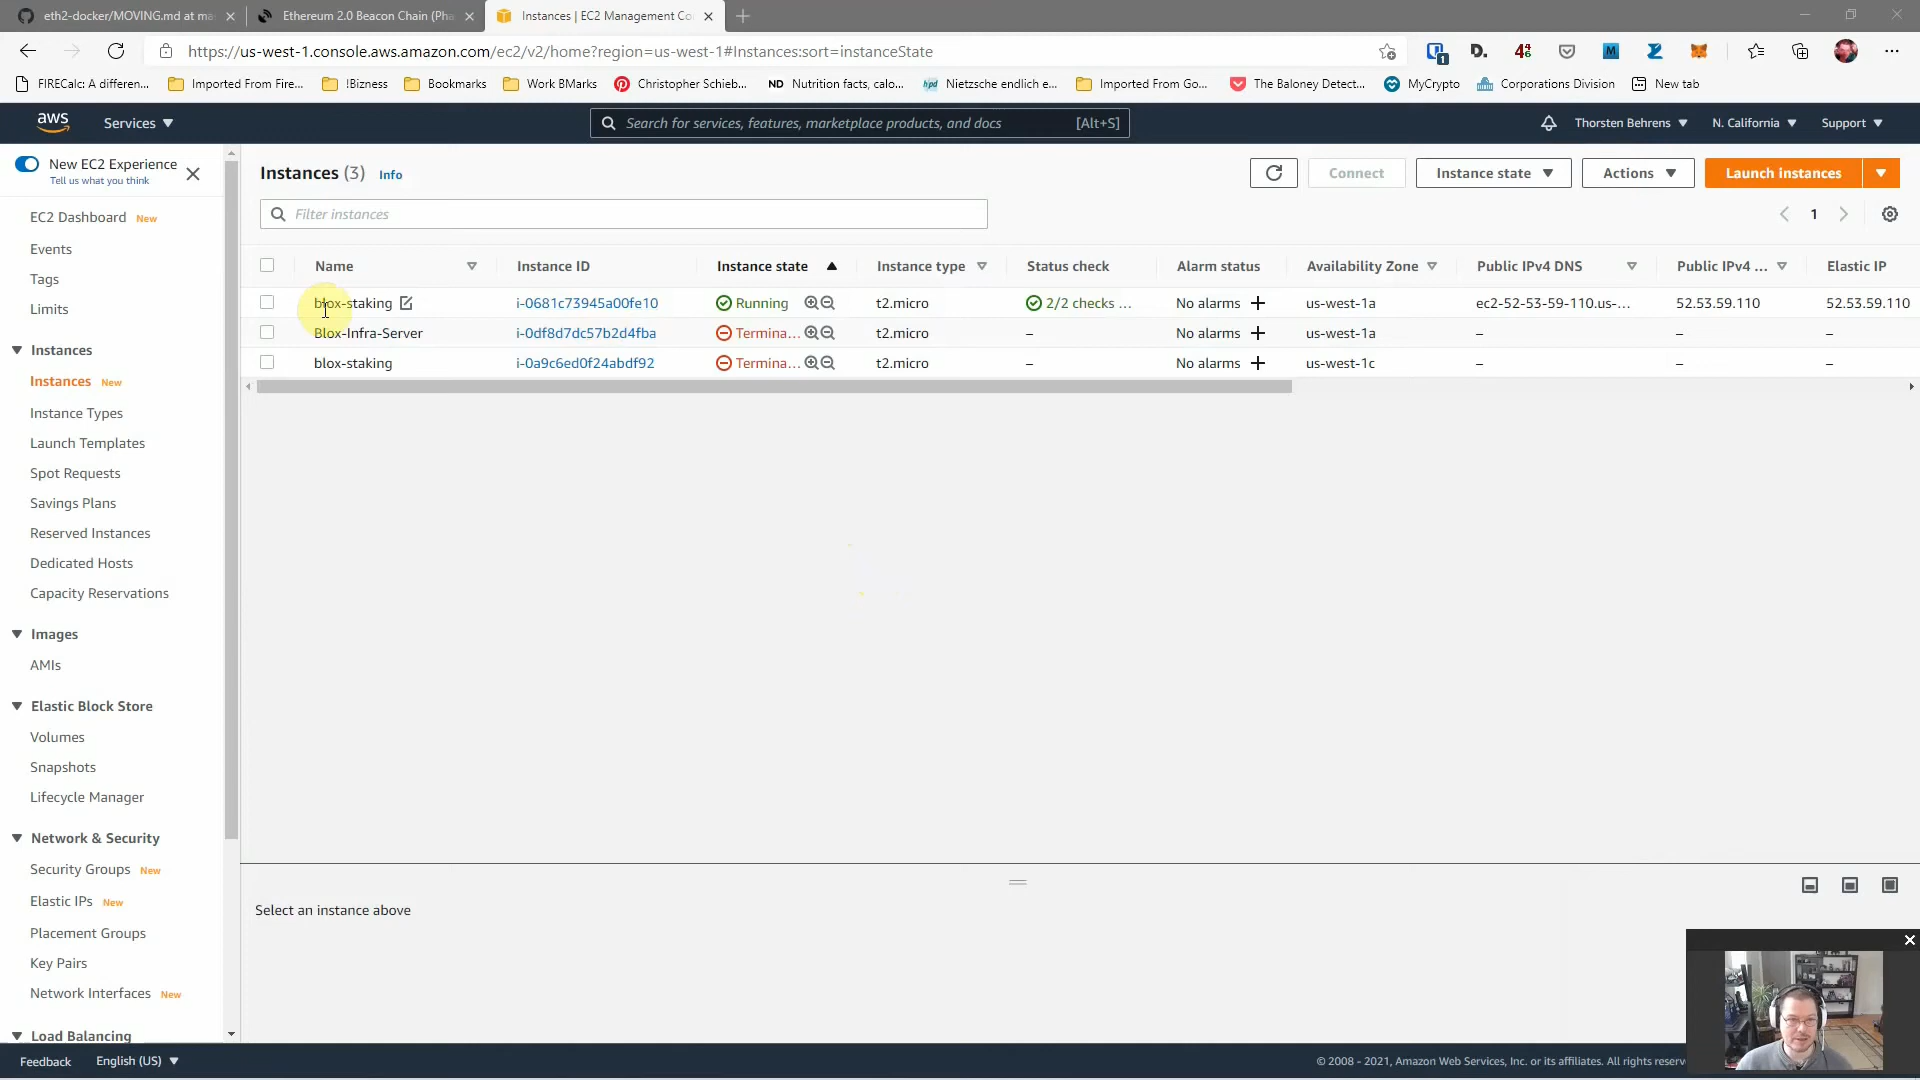 eth2-docker/MOVING.md at ma
Ethereum 2.0 Beacon Chain (Pha
Instances | EC2 Management Co
https://us-west-1.console.aws.amazon.com/ec2/v2/home?region=us-west-1#Instances:sort=instanceState
FIRECalc: A differen...
Imported From Fire...
!Bizness
Bookmarks
Work BMarks
Christopher Schieb...
ND Nutrition facts, calo...
hpd Nietzsche endlich e...
Imported From Go...
The Baloney Detect...
MyCrypto
Corporations Division
New tab
aws
Services
Search for services, features, marketplace products, and docs [Alt+S]
Thorsten Behrens
N. California
Support
New EC2 Experience
Tell us what you think
EC2 Dashboard New
Events
Tags
Limits
Instances
Instances New
Instance Types
Launch Templates
Spot Requests
Savings Plans
Reserved Instances
Dedicated Hosts
Capacity Reservations
Images
AMIs
Elastic Block Store
Volumes
Snapshots
Lifecycle Manager
Network & Security
Security Groups New
Elastic IPs New
Placement Groups
Key Pairs
Network Interfaces New
Load Balancing
Instances (3) Info
Connect
Instance state
Actions
Launch instances
Filter instances
1
Name Instance ID Instance state Instance type Status check Alarm status Availability Zone Public IPv4 DNS Public IPv4 ... Elastic IP
blox-staking i-0681c73945a00fe10 Running t2.micro 2/2 checks ... No alarms + us-west-1a ec2-52-53-59-110.us-... 52.53.59.110 52.53.59.110
Blox-Infra-Server i-0df8d7dc57b2d4fba Termina... t2.micro – No alarms + us-west-1a – – –
blox-staking i-0a9c6ed0f24abdf92 Termina... t2.micro – No alarms + us-west-1c – – –
Select an instance above
Feedback
English (US)
© 2008 - 2021, Amazon Web Services, Inc. or its affiliates. All rights reserv